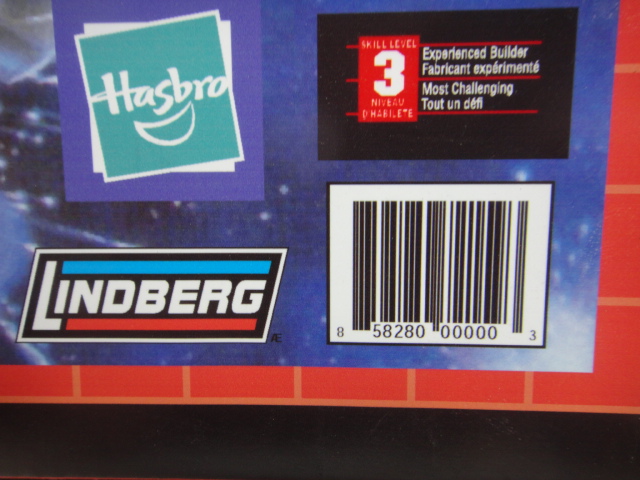 Hasbro
SKILL LEVEL
3
NIVEAU
D'HABILETE
Experienced Builder
Fabricant expérimenté
Most Challenging
Tout un défi
LINDBERG
Æ
8 58280 00000 3